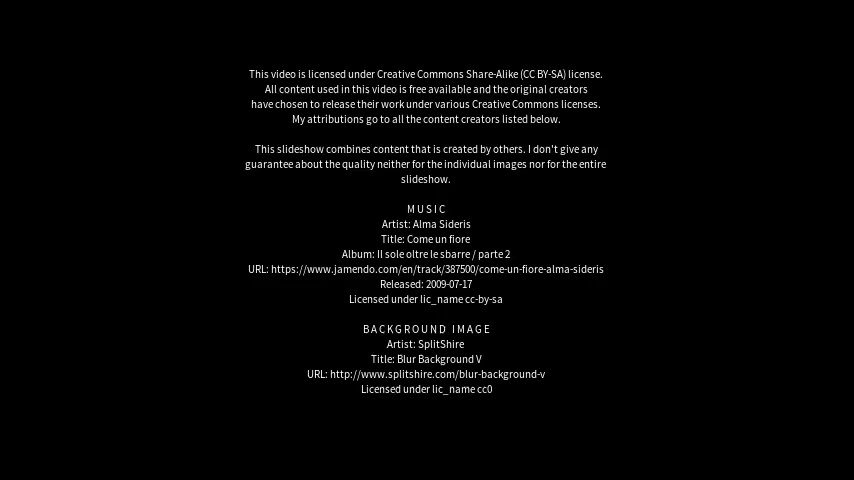 This video is licensed under Creative Commons Share-Alike (CC BY-SA) license.
All content used in this video is free available and the original creators
have chosen to release their work under various Creative Commons licenses.
My attributions go to all the content creators listed below.
This slideshow combines content that is created by others. I don't give any
guarantee about the quality neither for the individual images nor for the entire
slideshow.
MUSIC
Artist: Alma Sideris
Title: Come un fiore
Album: Il sole oltre le sbarre / parte 2
URL: https://www.jamendo.com/en/track/387500/come-un-fiore-alma-sideris
Released: 2009-07-17
Licensed under lic_name cc-by-sa
BACKGROUND IMAGE
Artist: SplitShire
Title: Blur Background V
URL: http://www.splitshire.com/blur-background-v
Licensed under lic_name cc0